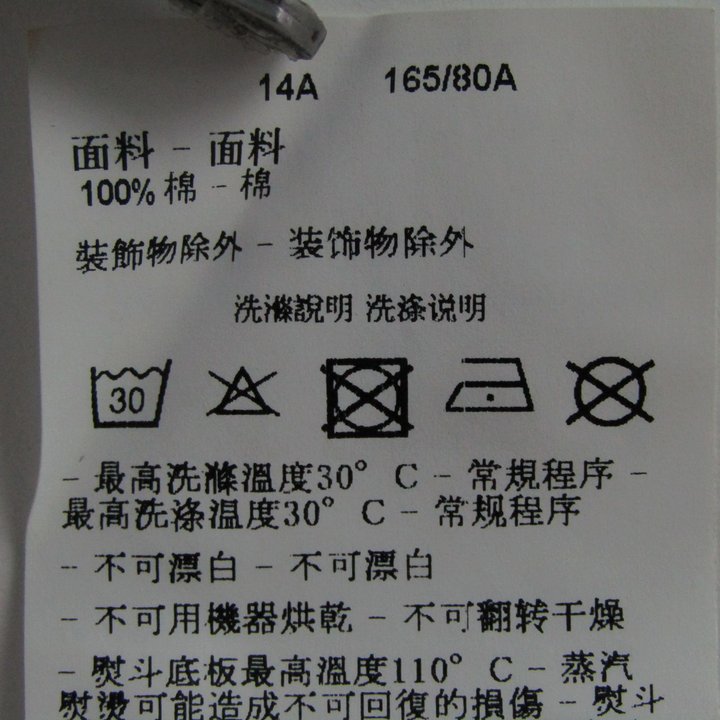 14A 165/80A
面料 - 面料
100% 棉 - 棉
裝飾物除外 - 装饰物除外
洗滌說明 洗涤说明
30
- 最高洗滌溫度30° C - 常規程序 -
最高洗涤温度30° C - 常规程序
- 不可漂白 - 不可漂白
- 不可用機器烘乾 - 不可翻转干燥
- 熨斗底板最高溫度110° C - 蒸汽
熨燙可能造成不可回復的損傷 - 熨斗